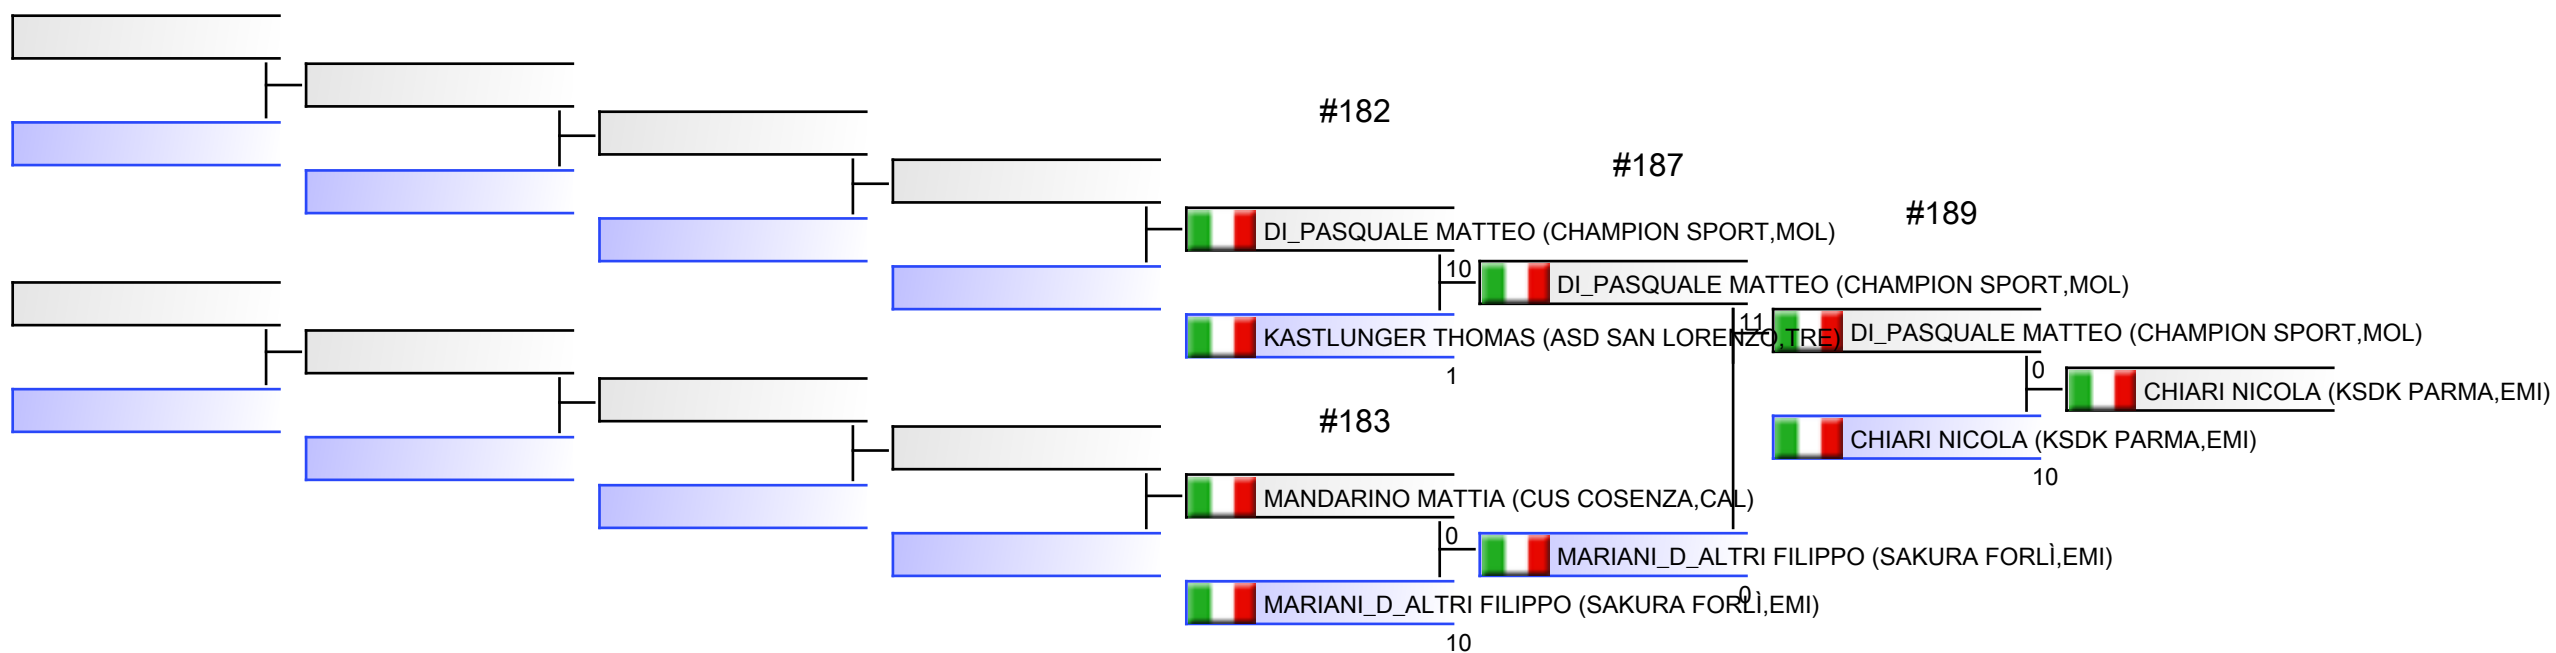 #182
#187
#189
DI_PASQUALE MATTEO (CHAMPION SPORT,MOL)
10
DI_PASQUALE MATTEO (CHAMPION SPORT,MOL)
KASTLUNGER THOMAS (ASD SAN LORENZO,TRE)
1
11
DI_PASQUALE MATTEO (CHAMPION SPORT,MOL)
0
CHIARI NICOLA (KSDK PARMA,EMI)
CHIARI NICOLA (KSDK PARMA,EMI)
10
#183
MANDARINO MATTIA (CUS COSENZA,CAL)
0
MARIANI_D_ALTRI FILIPPO (SAKURA FORLÌ,EMI)
0
MARIANI_D_ALTRI FILIPPO (SAKURA FORLÌ,EMI)
10